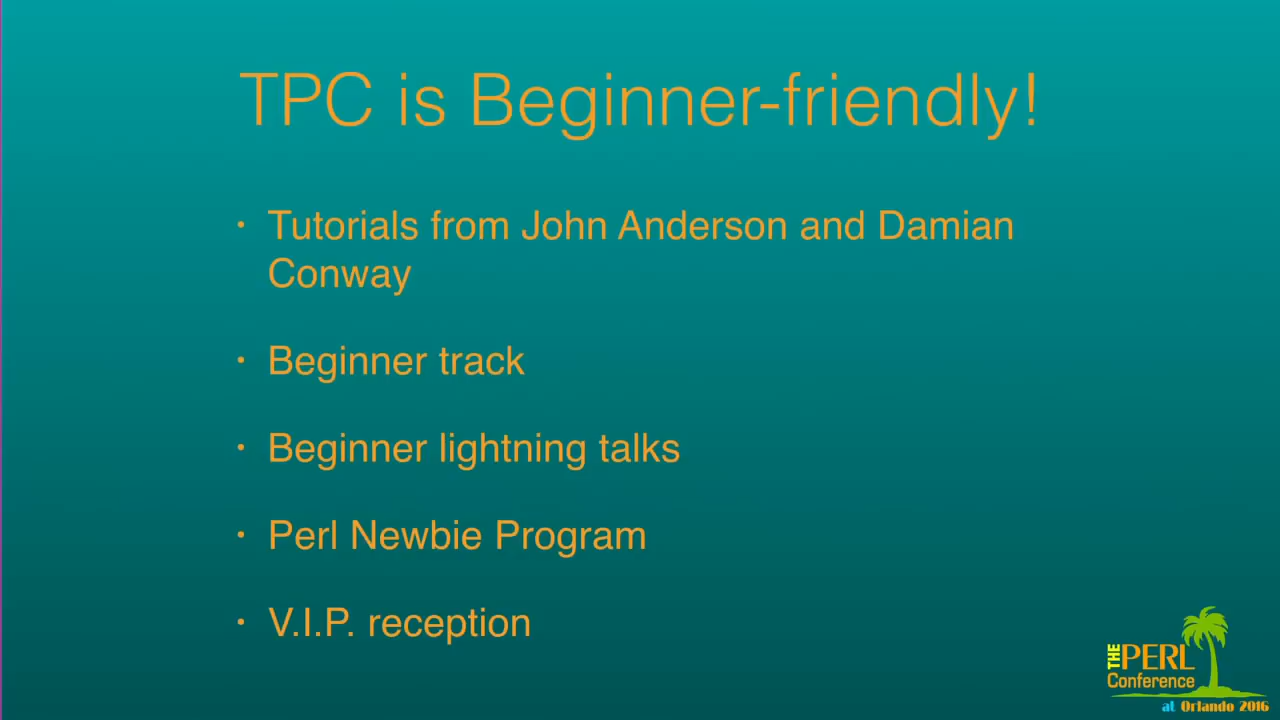 TPC is Beginner-friendly!
• Tutorials from John Anderson and Damian
Conway
• Beginner track
• Beginner lightning talks
• Perl Newbie Program
• V.I.P. reception
THE PERL
Conference
at Orlando 2016